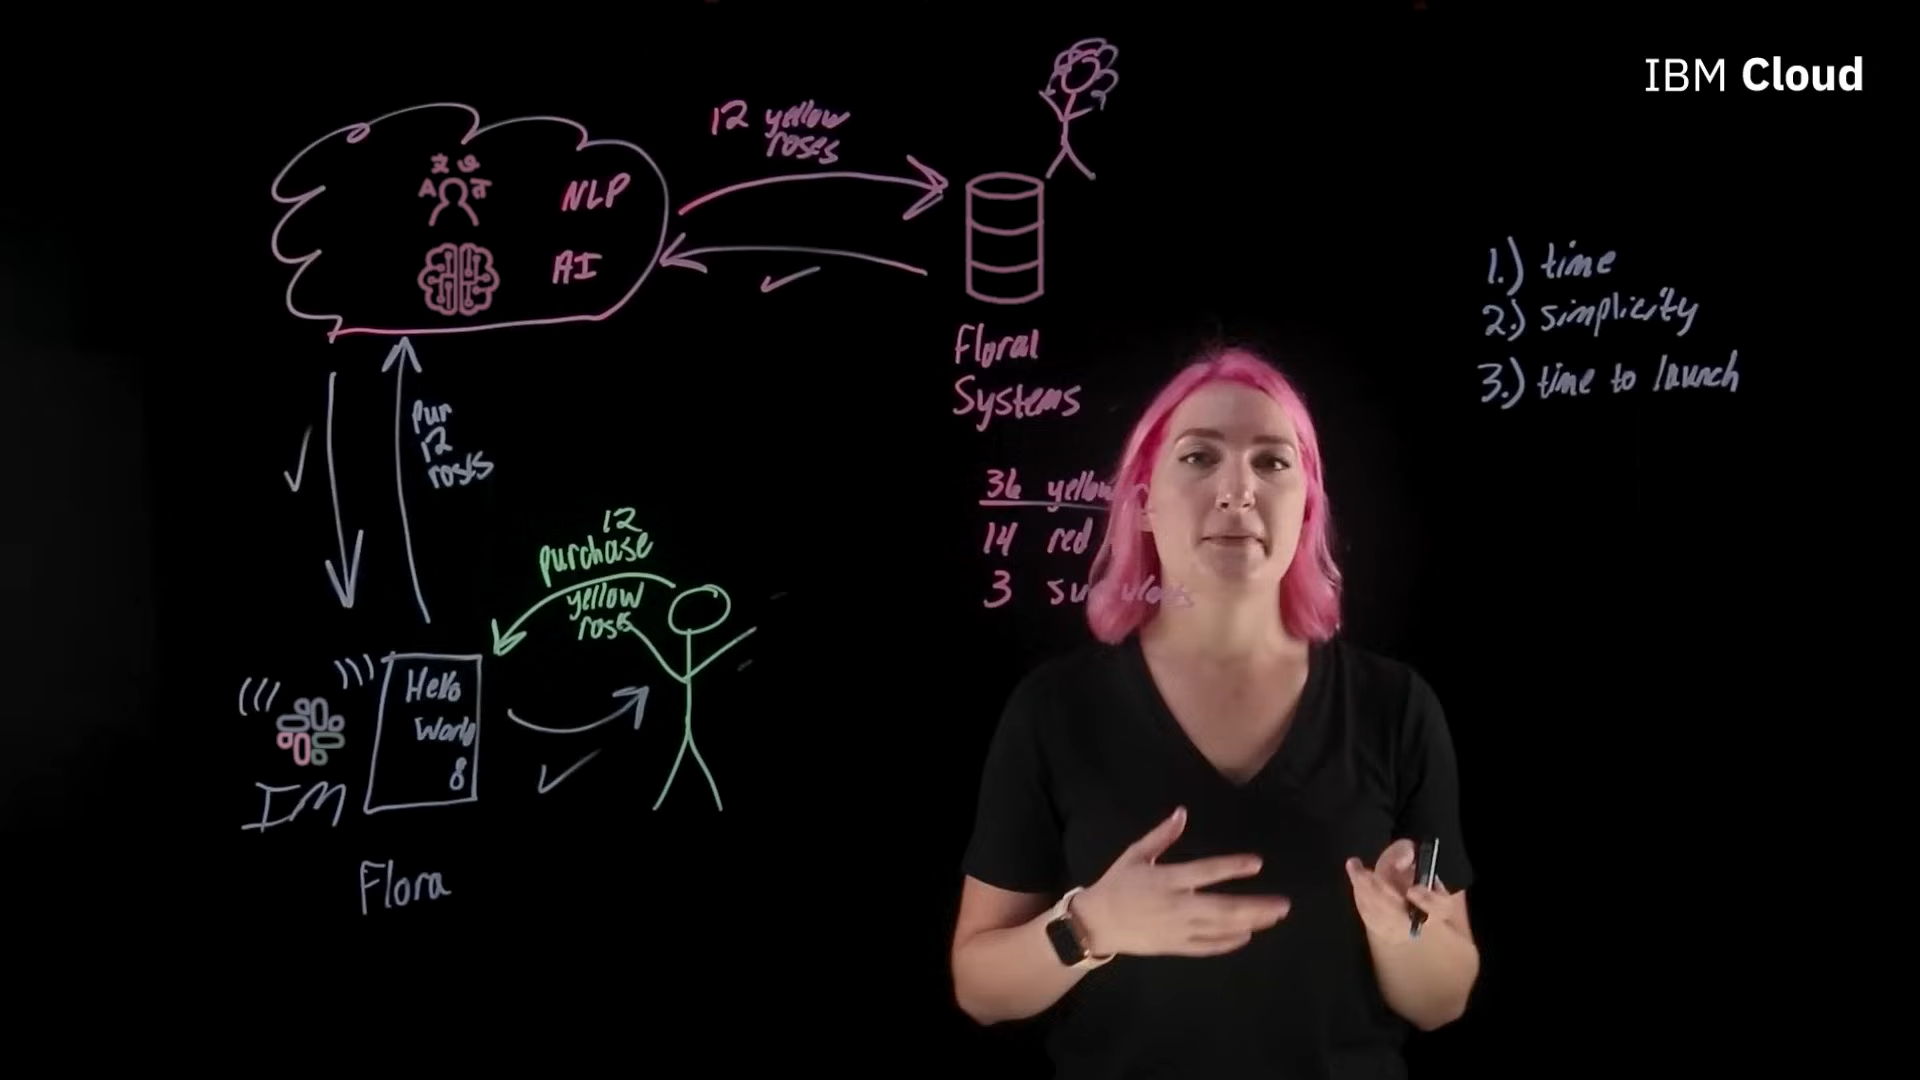 IBM Cloud
12 yellow
roses
NLP
AI
1.) time
2.) simplicity
3.) time to launch
Floral
Systems
36 yellow
14 red
3
pur
12
roses
12
purchase
yellow
roses
Hello
World
8
IM
Flora